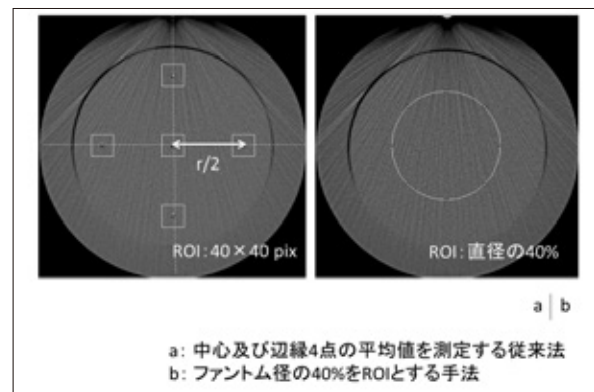 r/2
ROI:40×40 pix
ROI:直径の40%
a | b
a: 中心及び辺縁4点の平均値を測定する従来法
b: ファントム径の40%をROIとする手法